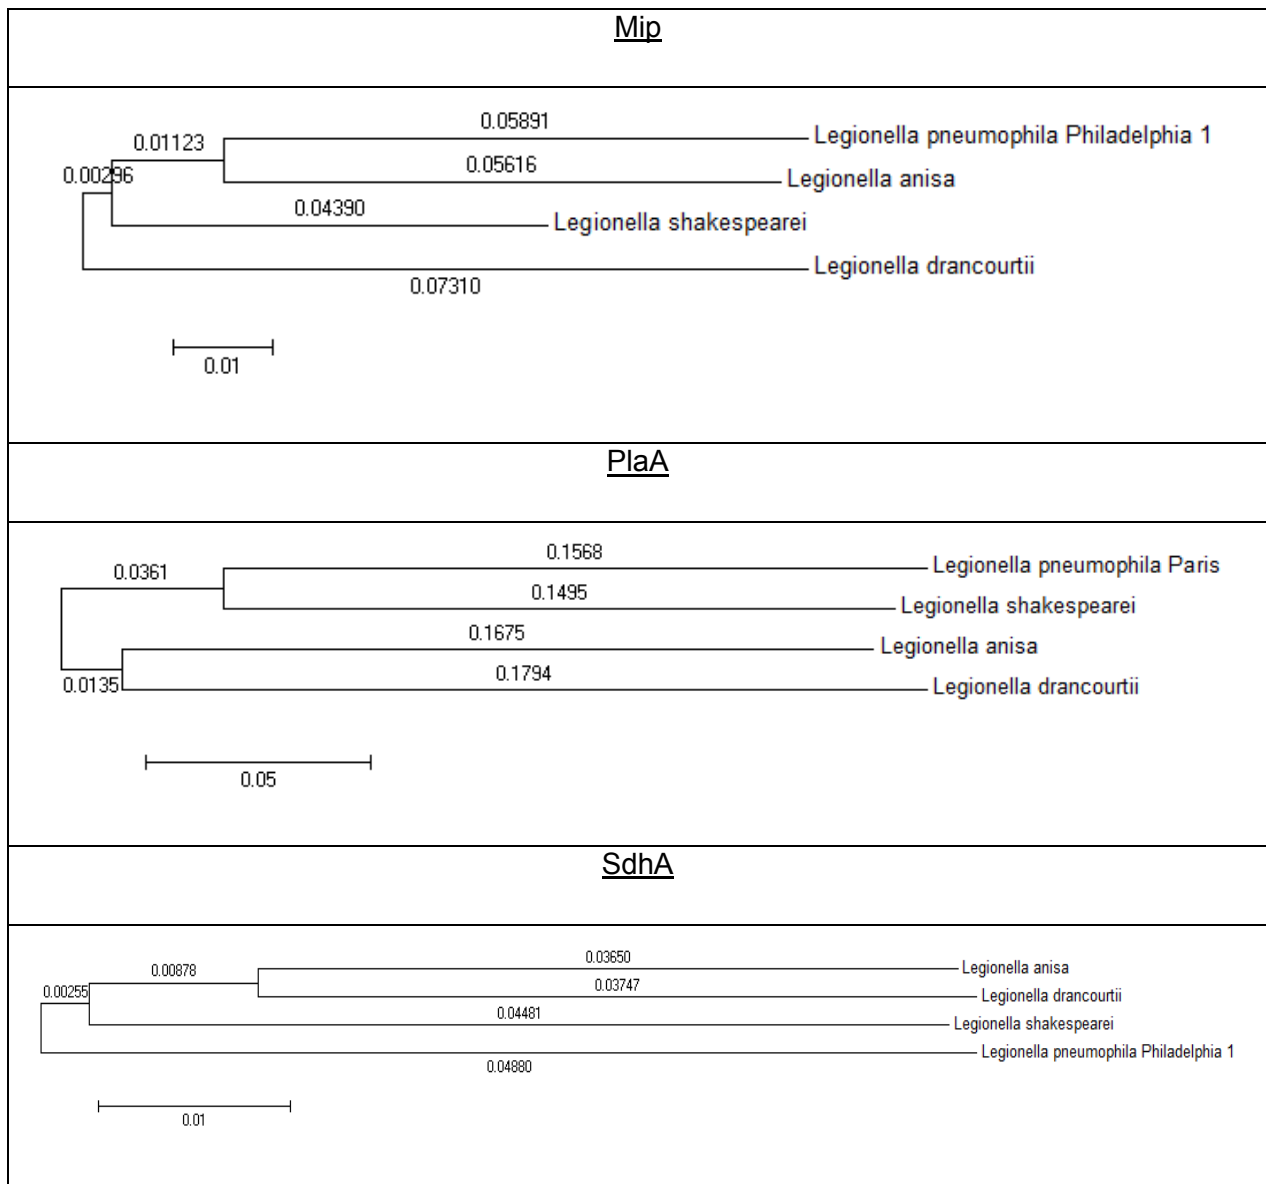 Mip
0.05891
Legionella pneumophila Philadelphia 1
0.01123
0.05616
Legionella anisa
0.00296
0.04390
Legionella shakespearei
Legionella drancourtii
0.07310
0.01
PlaA
0.1568
Legionella pneumophila Paris
0.0361
0.1495
Legionella shakespearei
0.1675
Legionella anisa
0.1794
Legionella drancourtii
0.0135
0.05
SdhA
0.03650
Legionella anisa
0.00878
0.03747
Legionella drancourtii
0.00255
0.04481
Legionella shakespearei
Legionella pneumophila Philadelphia 1
0.04880
0.01